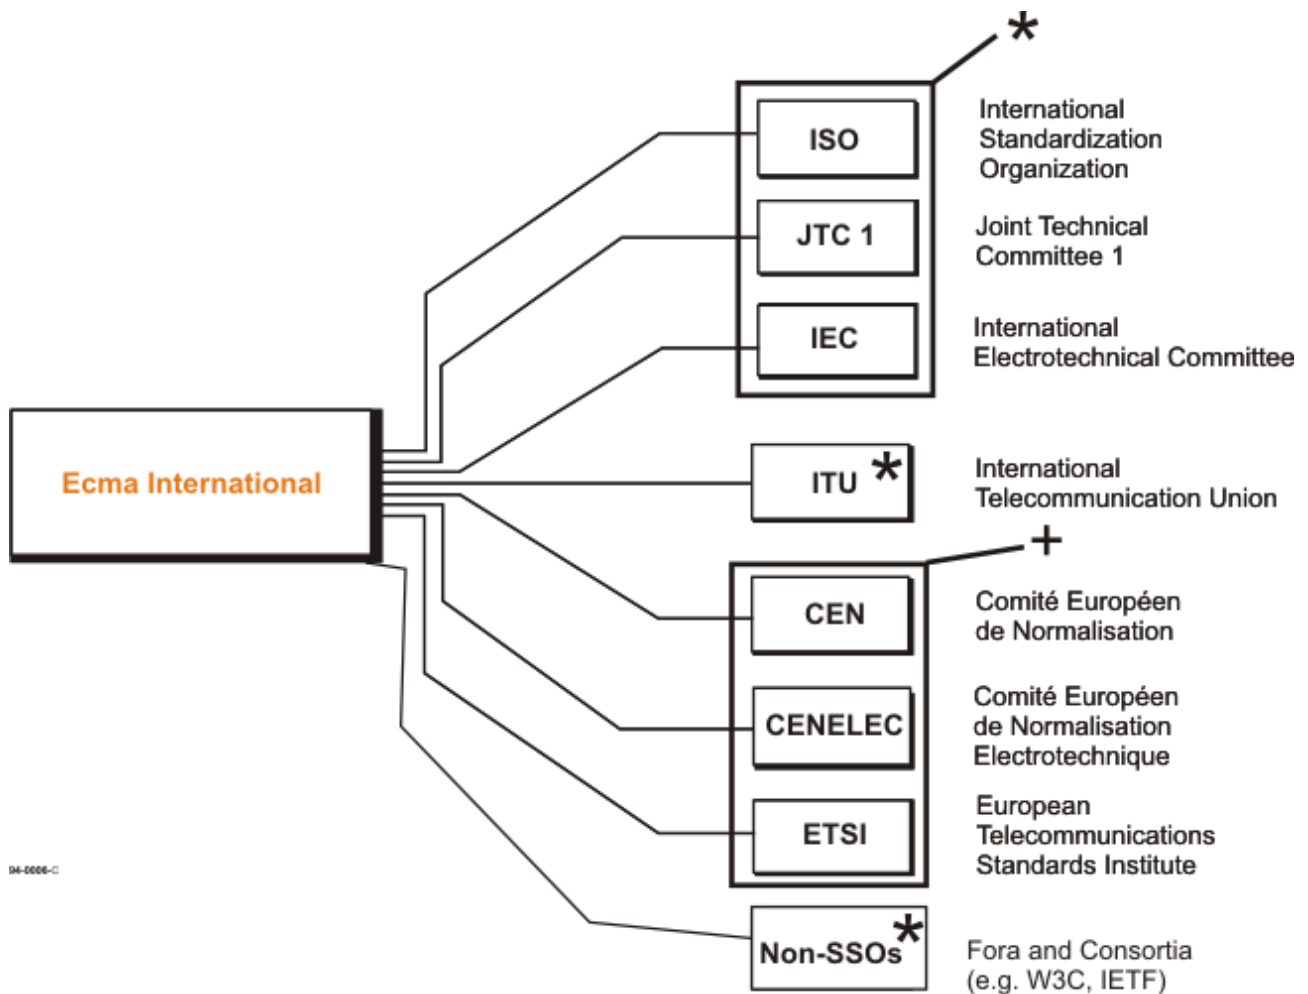 *
ISO
International
Standardization
Organization
JTC 1
Joint Technical
Committee 1
IEC
International
Electrotechnical Committee
Ecma International
ITU *
International
Telecommunication Union
+
CEN
Comité Européen
de Normalisation
CENELEC
Comité Européen
de Normalisation
Electrotechnique
ETSI
European
Telecommunications
Standards Institute
94-0006-C
Non-SSOs*
Fora and Consortia
(e.g. W3C, IETF)